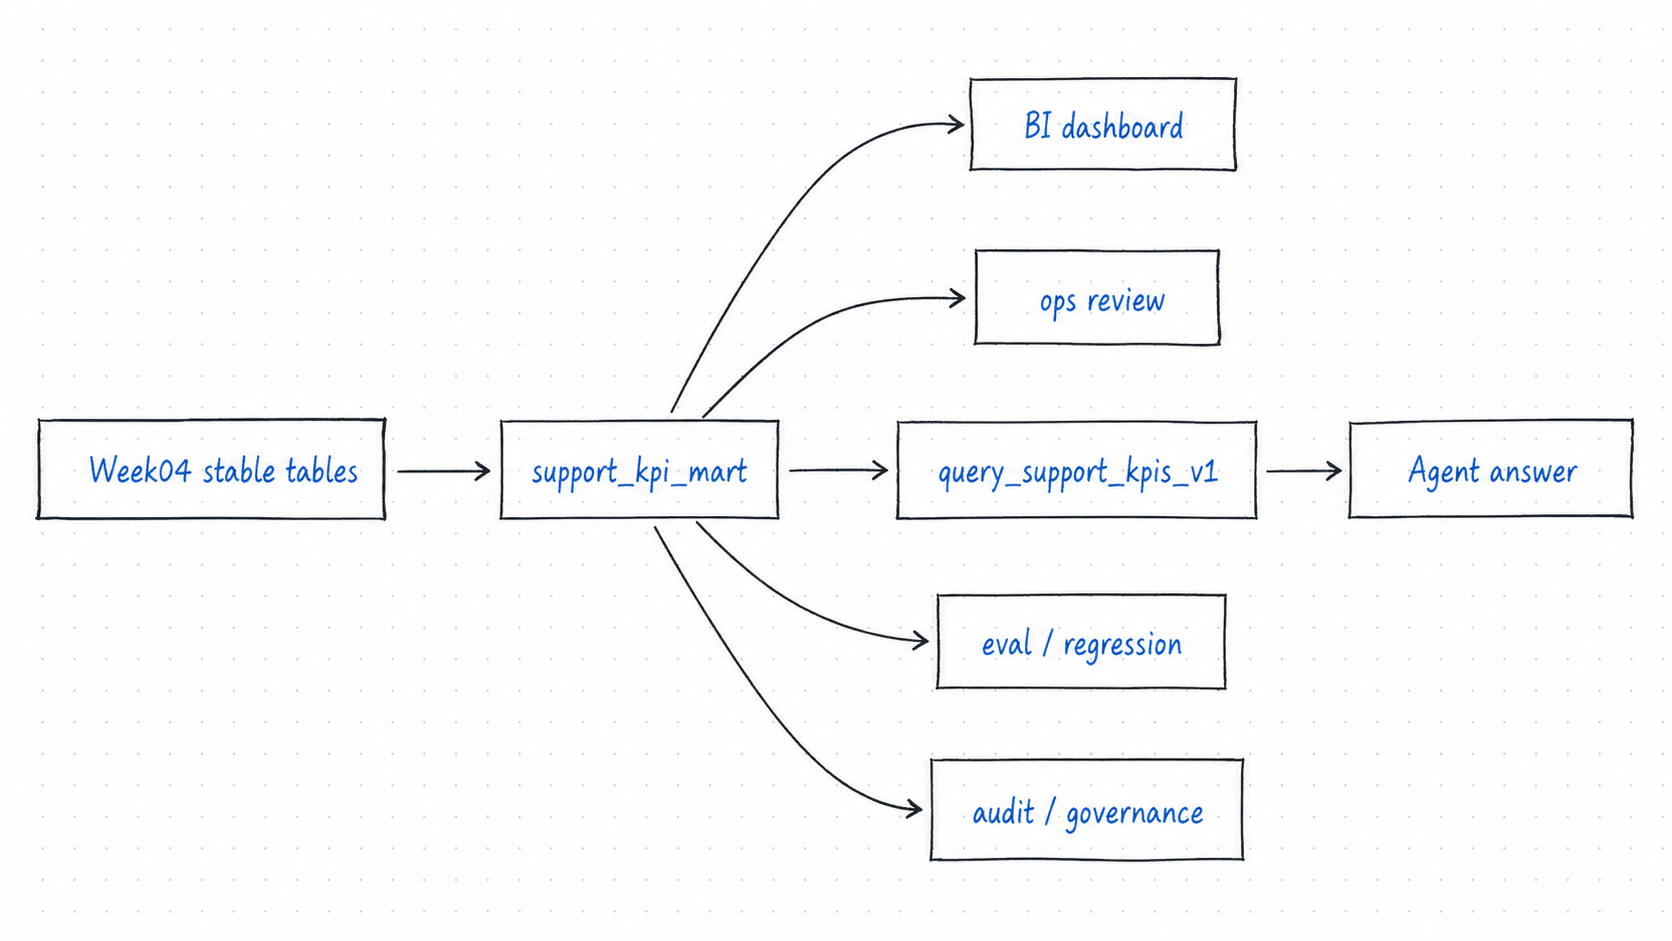 BI dashboard
ops review
Week04 stable tables
support_kpi_mart
query_support_kpis_v1
Agent answer
eval / regression
audit / governance